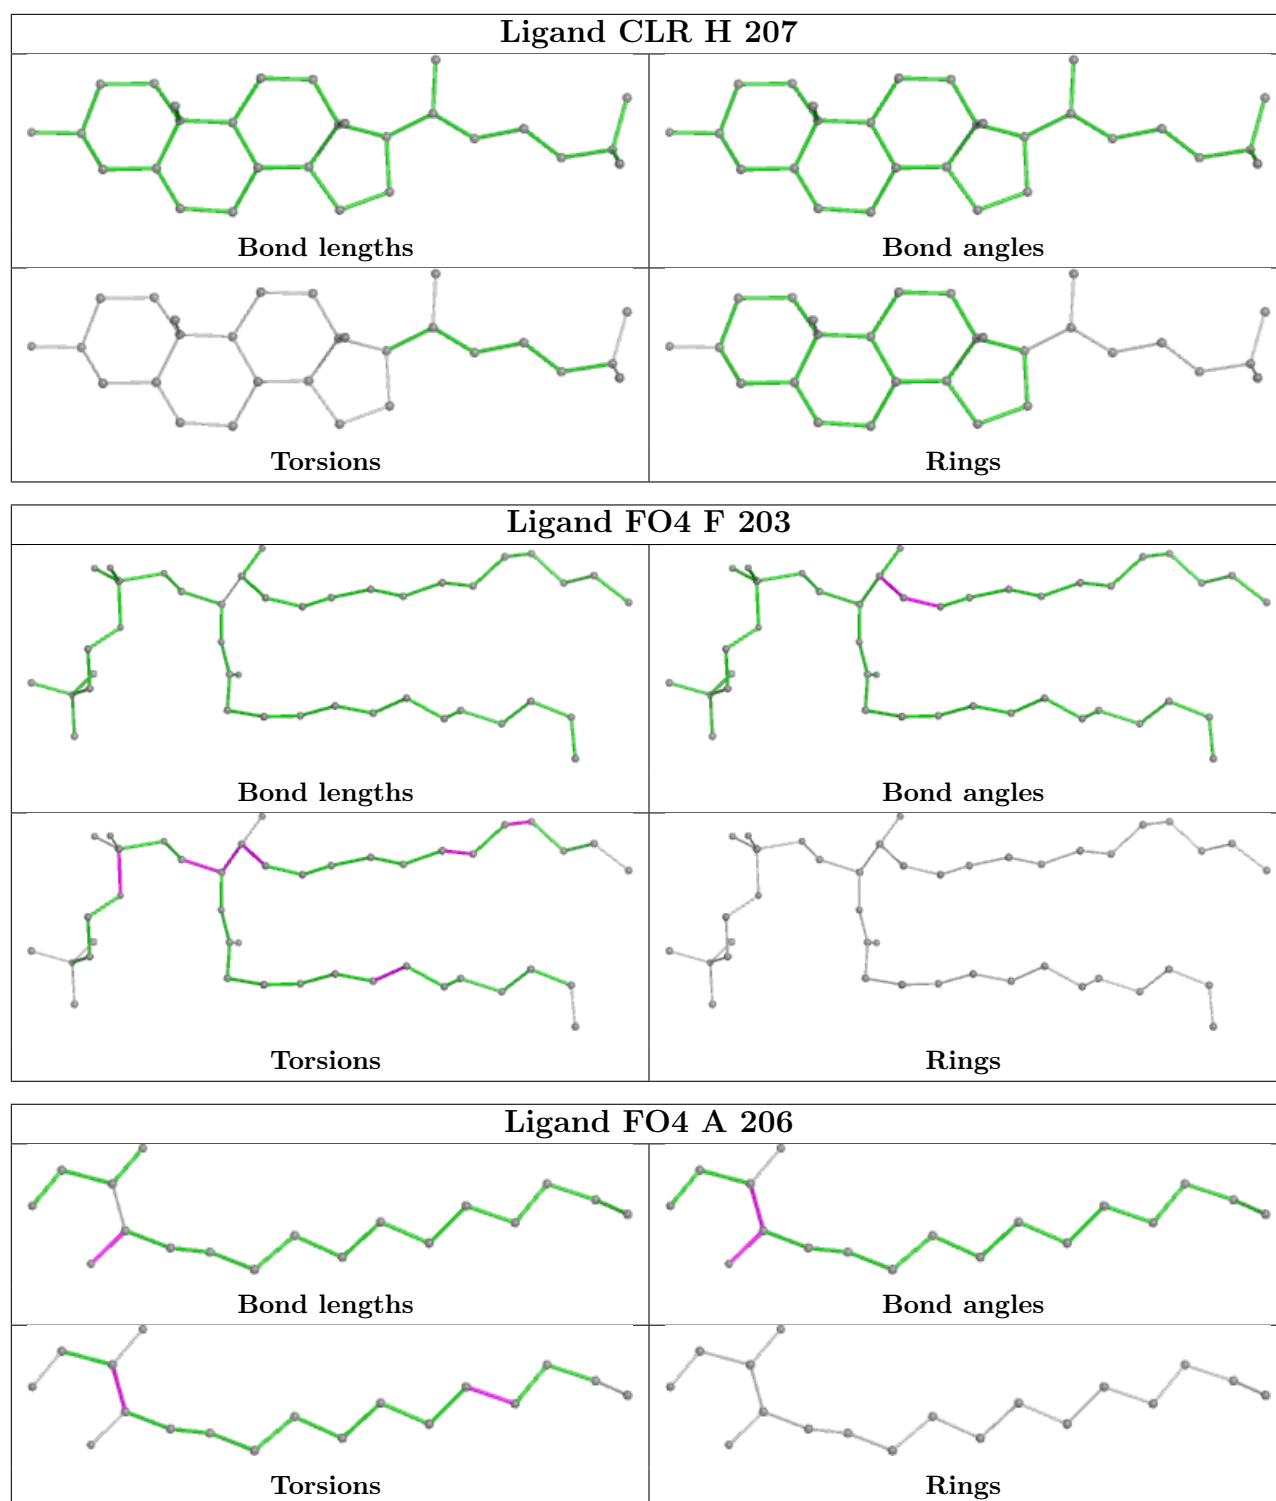 Ligand CLR H 207
Bond lengths
Bond angles
Torsions
Rings
Ligand FO4 F 203
Bond lengths
Bond angles
Torsions
Rings
Ligand FO4 A 206
Bond lengths
Bond angles
Torsions
Rings